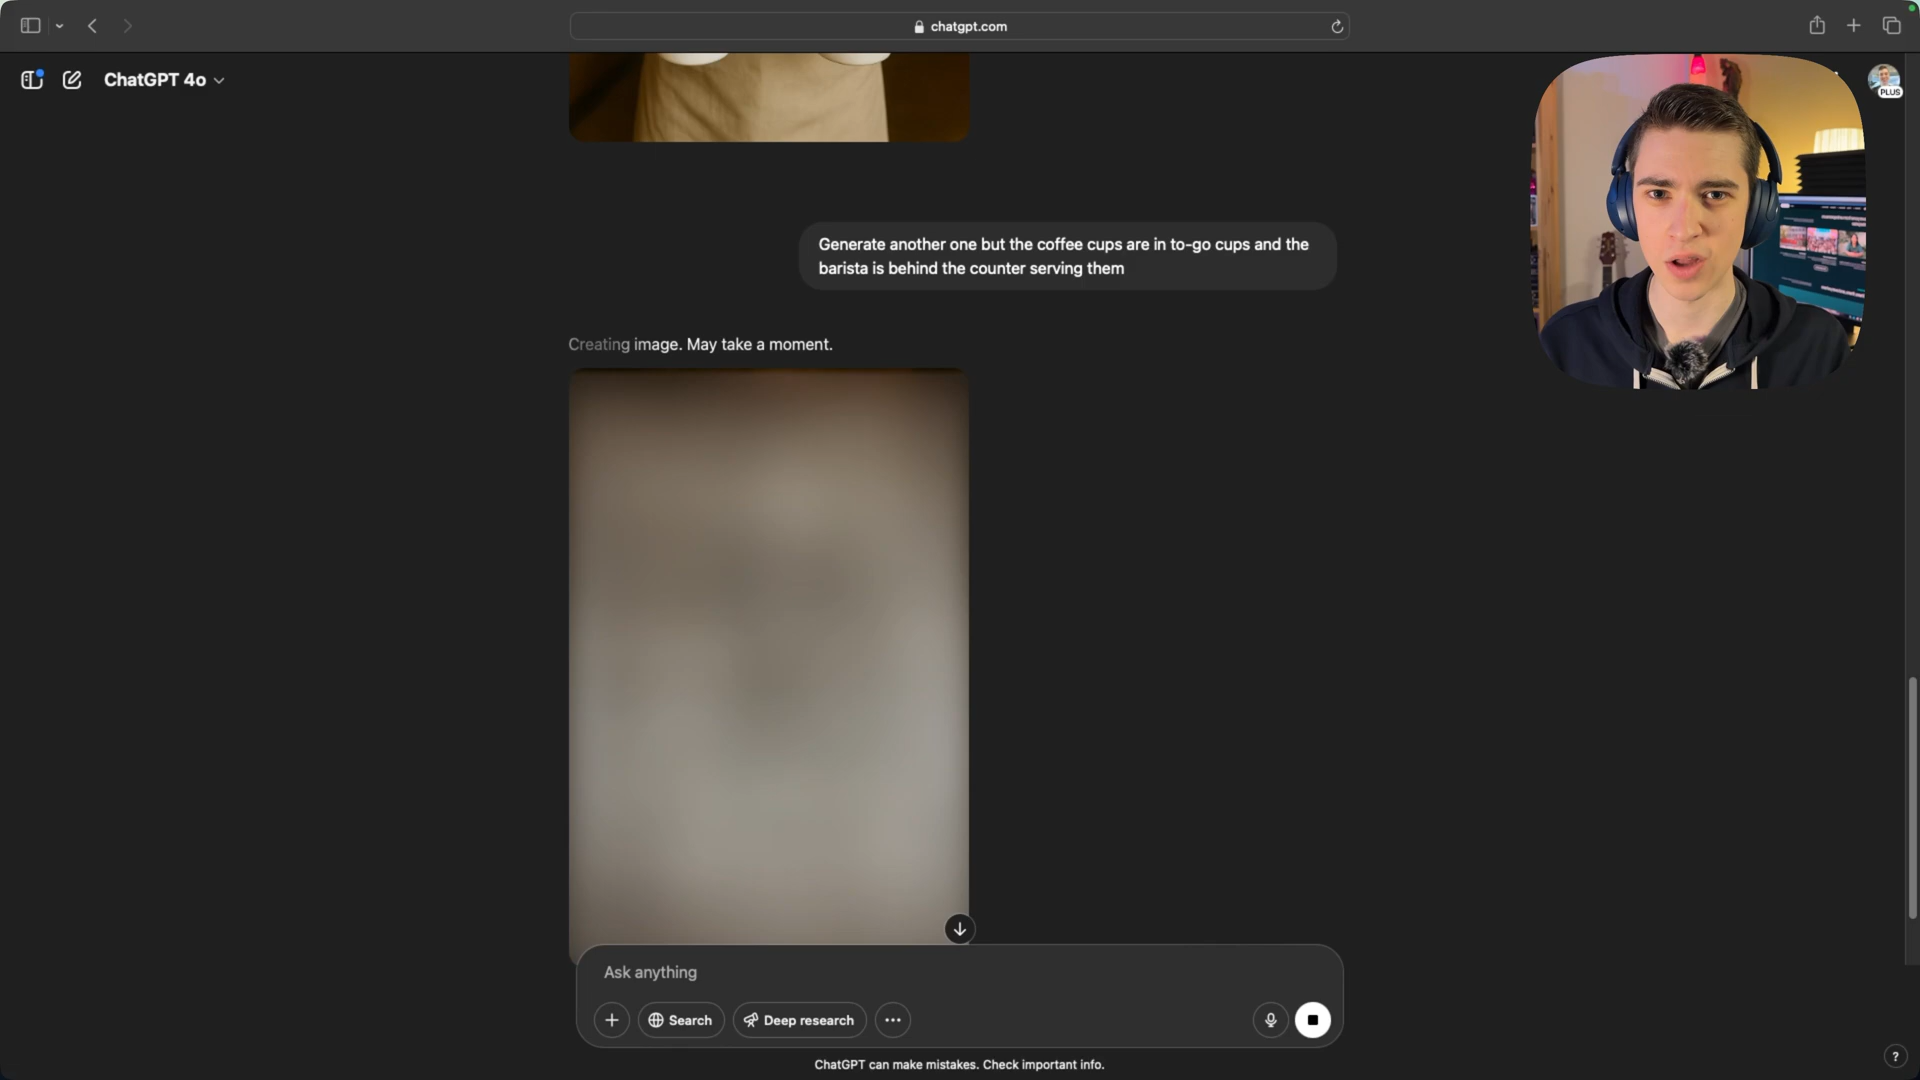 chatgpt.com
ChatGPT 4o
PLUS
Generate another one but the coffee cups are in to-go cups and the
barista is behind the counter serving them
Creating image. May take a moment.
Ask anything
Search
Deep research
ChatGPT can make mistakes. Check important info.
?